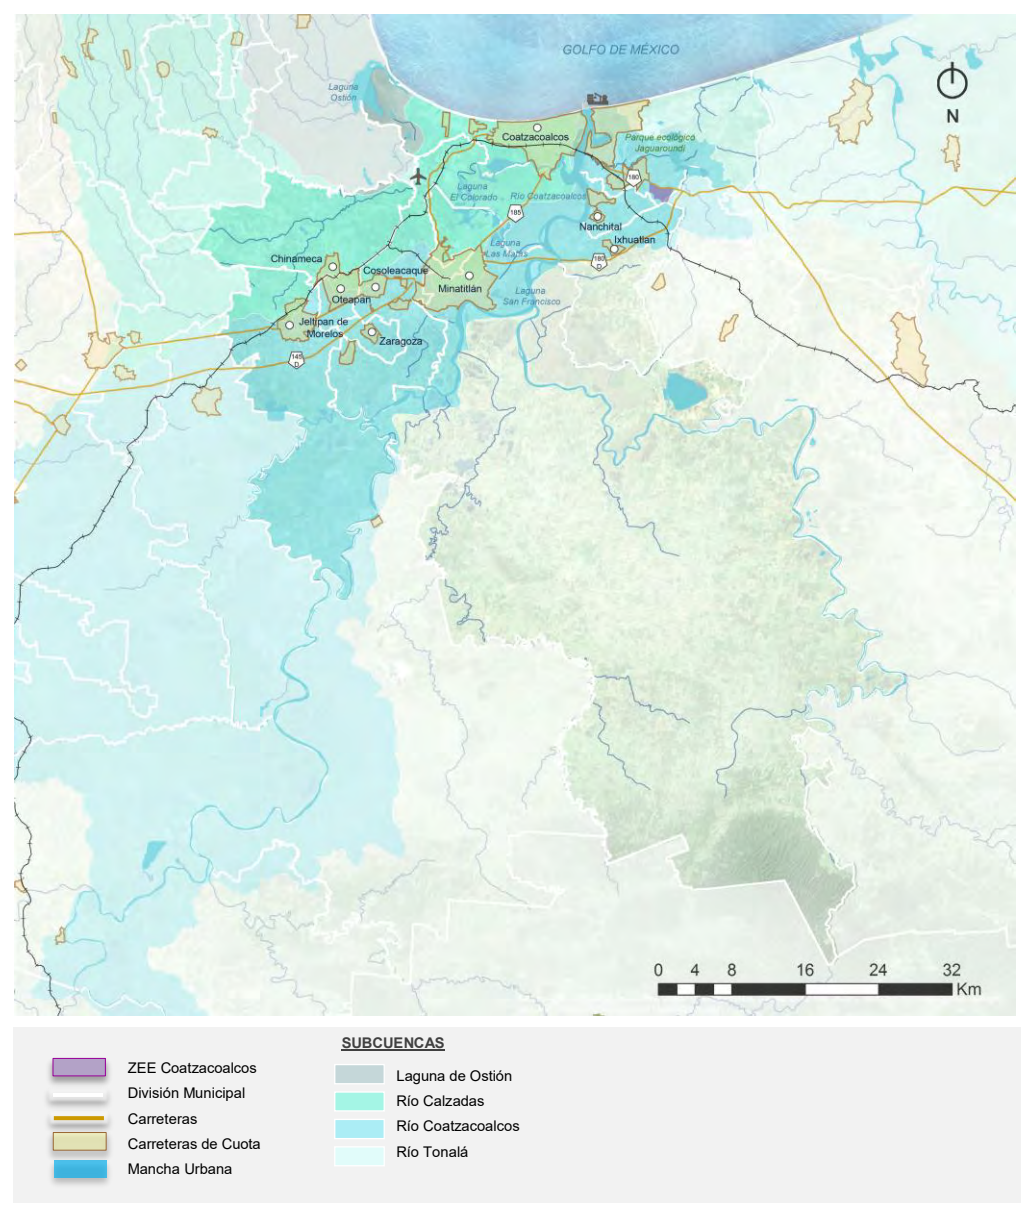 GOLFO DE MÉXICO
Laguna
Ostión
N
Coatzacoalcos
Parque ecológico
Jaguaroundi
180
Laguna
El Colorado
Río Coatzacoalcos
185
Nanchital
Ixhuatlán
Laguna
Las Matas
180
D
Chinameca
Cosoleacaque
Oteapan
Minatitlán
Laguna
San Francisco
Jeltipan de
Morelos
Zaragoza
145
D
0 4 8 16 24 32
Km
ZEE Coatzacoalcos
División Municipal
Carreteras
Carreteras de Cuota
Mancha Urbana
SUBCUENCAS
Laguna de Ostión
Río Calzadas
Río Coatzacoalcos
Río Tonalá